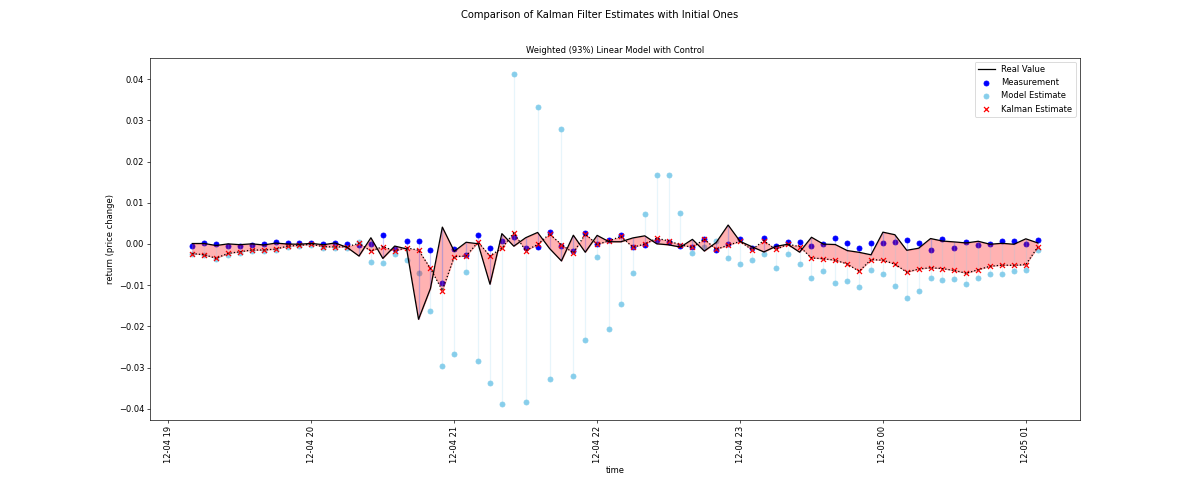 Comparison of Kalman Filter Estimates with Initial Ones
Weighted (93%) Linear Model with Control
Real Value
Measurement
Model Estimate
Kalman Estimate
0.04
0.03
0.02
0.01
0.00
−0.01
−0.02
−0.03
−0.04
return (price change)
12-04 19
12-04 20
12-04 21
12-04 22
12-04 23
12-05 00
12-05 01
time